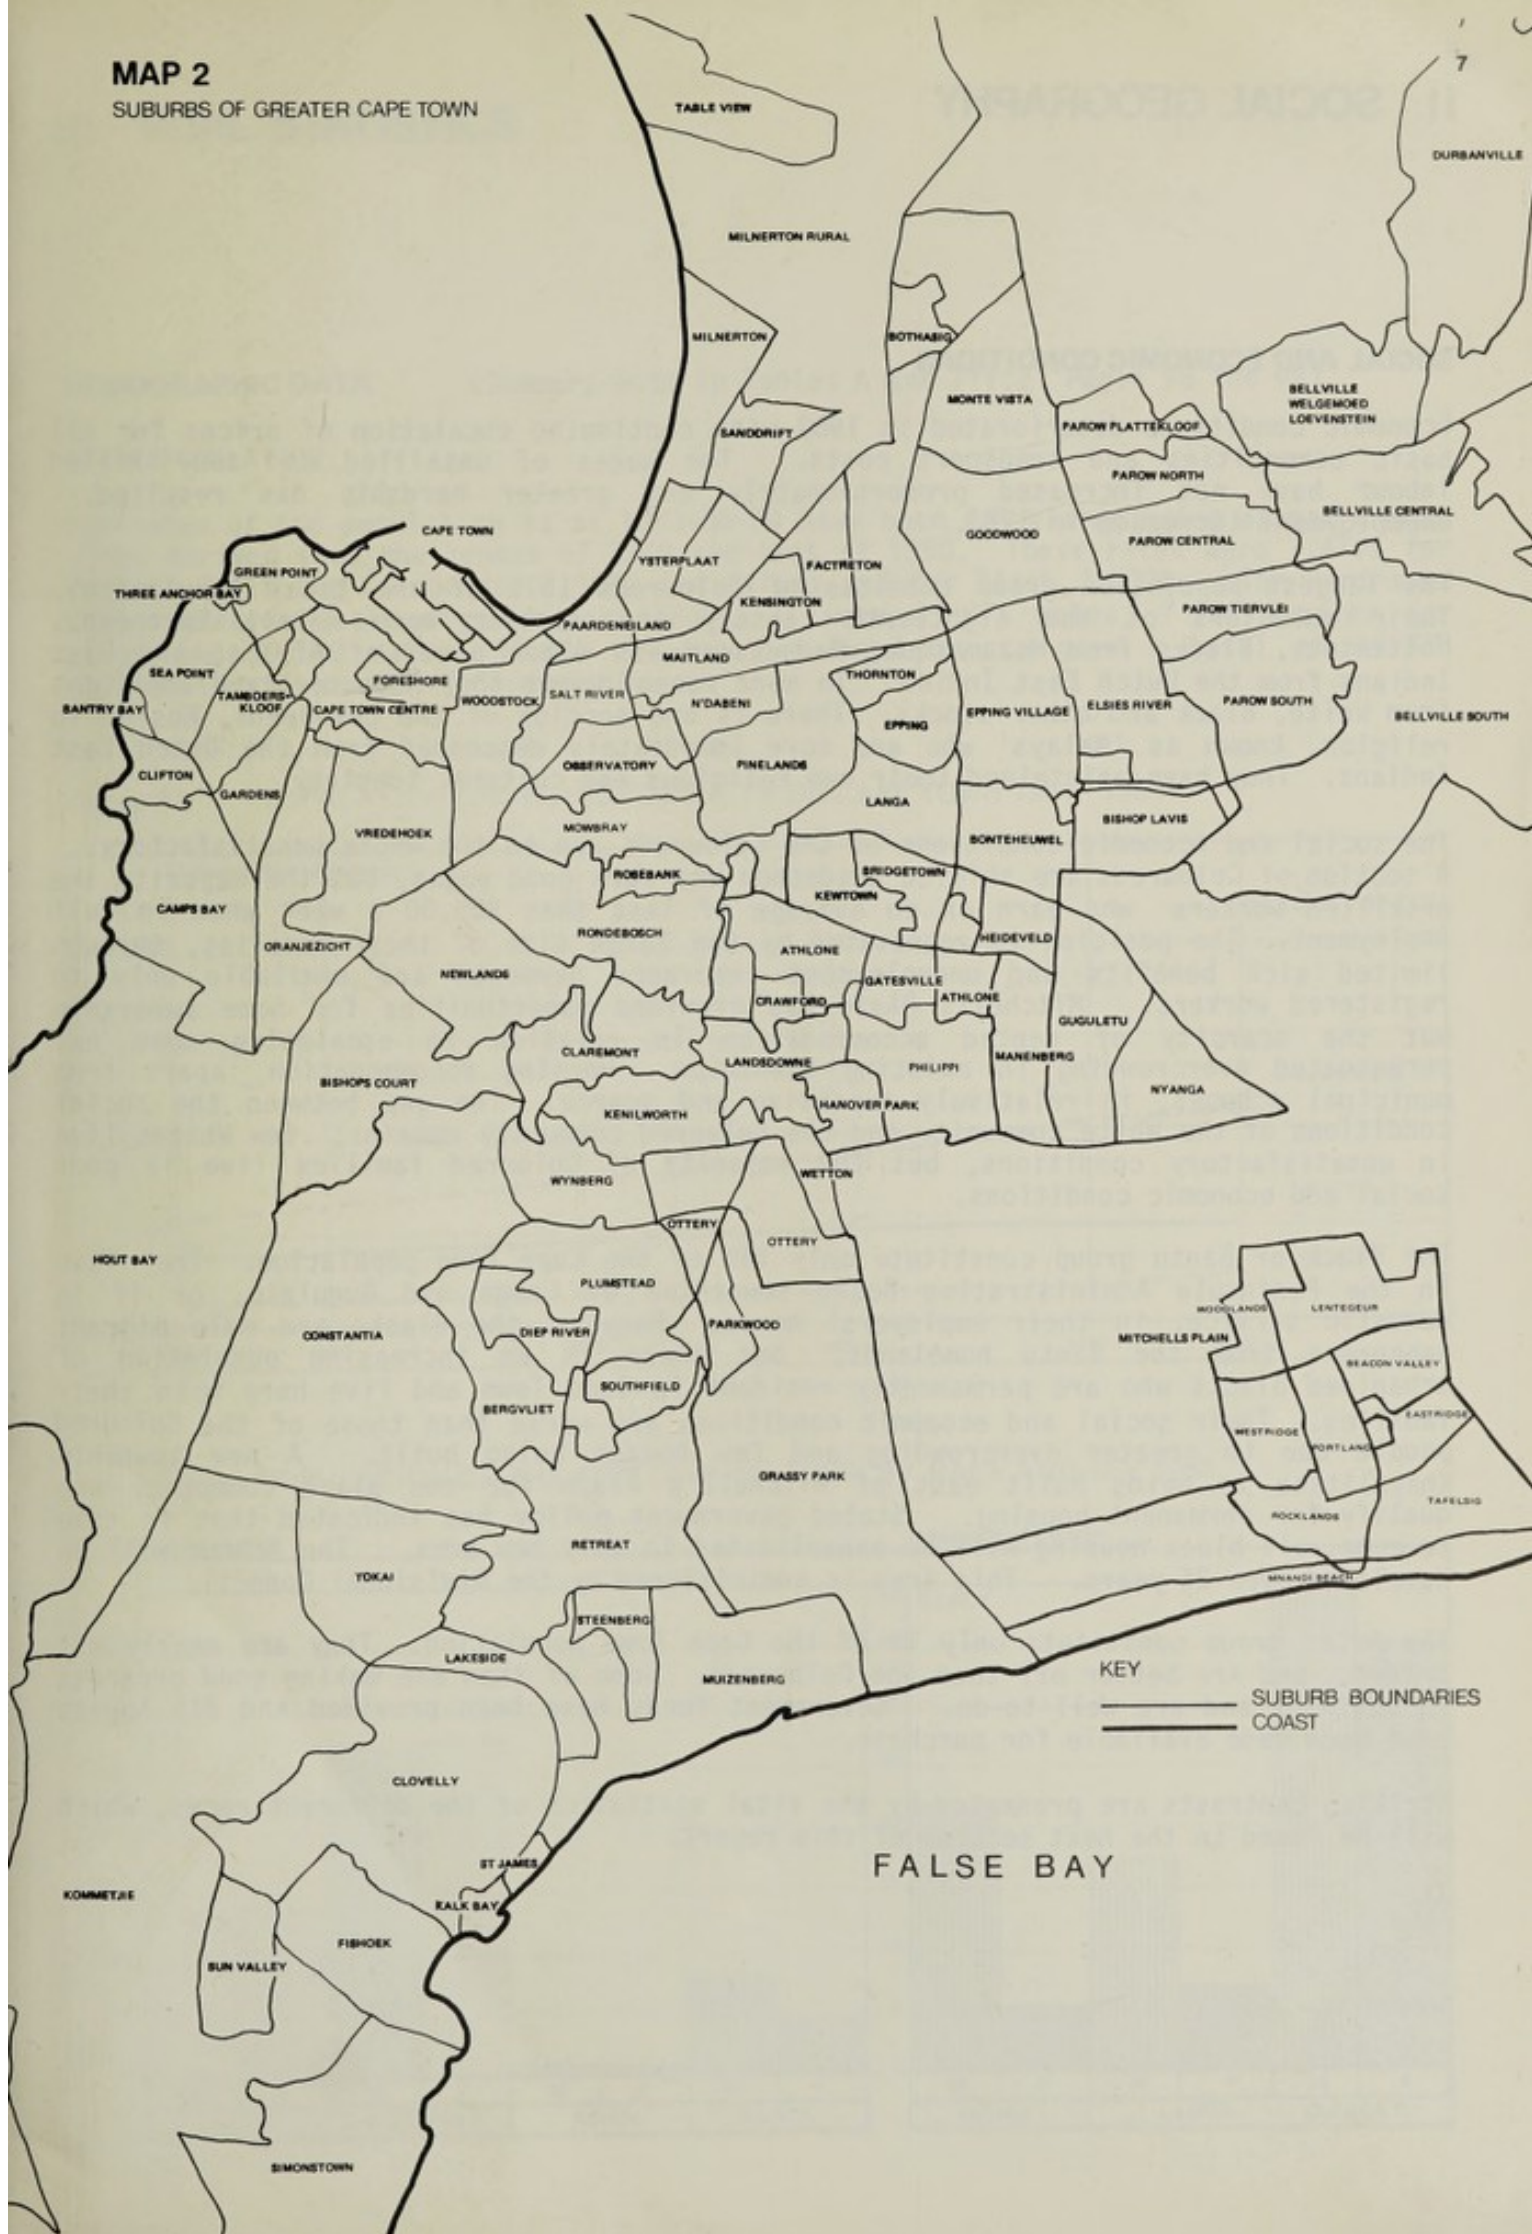 7
MAP 2
SUBURBS OF GREATER CAPE TOWN
TABLE VIEW
DURBANVILLE
MILNERTON RURAL
MILNERTON
BOTHASIG
MONTE VISTA
BELLVILLE
WELGEMOED
LOEVENSTEIN
PAROW PLATTEKLOOF
SANDDRIFT
PAROW NORTH
BELLVILLE CENTRAL
CAPE TOWN
GOODWOOD
PAROW CENTRAL
YSTERPLAAT
FACTRETON
GREEN POINT
THREE ANCHOR BAY
KENSINGTON
PAROW TIERVLEI
PAARDENEILAND
MAITLAND
SEA POINT
FORESHORE
THORNTON
TAMBOERS-
KLOOF
WOODSTOCK
SALT RIVER
N'DABENI
BANTRY BAY
CAPE TOWN CENTRE
EPPING VILLAGE
ELSIES RIVER
PAROW SOUTH
BELLVILLE SOUTH
EPPING
OBSERVATORY
PINELANDS
CLIFTON
GARDENS
LANGA
BISHOP LAVIS
VREDEHOEK
MOWBRAY
BONTEHEUWEL
ROSEBANK
BRIDGETOWN
KEWTOWN
CAMPS BAY
RONDEBOSCH
HEIDEVELD
ORANJEZICHT
ATHLONE
NEWLANDS
GATESVILLE
CRAWFORD
ATHLONE
GUGULETU
CLAREMONT
LANDSDOWNE
MANENBERG
PHILIPPI
BISHOPS COURT
NYANGA
HANOVER PARK
KENILWORTH
WYNBERG
WETTON
OTTERY
OTTERY
HOUT BAY
PLUMSTEAD
WOODLANDS
LENTEGEUR
PARKWOOD
DIEP RIVER
CONSTANTIA
MITCHELLS PLAIN
BEACON VALLEY
SOUTHFIELD
BERGVLIET
EASTRIDGE
WESTRIDGE
PORTLAND
GRASSY PARK
TAFELSIG
ROCKLANDS
RETREAT
YOKAI
MNANDI BEACH
STEENBERG
LAKESIDE
MUIZENBERG
KEY
SUBURB BOUNDARIES
COAST
CLOVELLY
ST JAMES
FALSE BAY
KOMMETJIE
KALK BAY
FISHOEK
SUN VALLEY
SIMONSTOWN